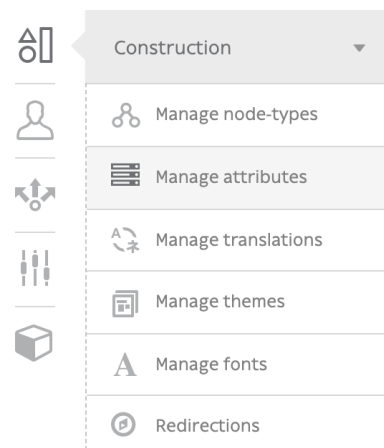 Construction
Manage node-types
Manage attributes
Manage translations
Manage themes
Manage fonts
Redirections